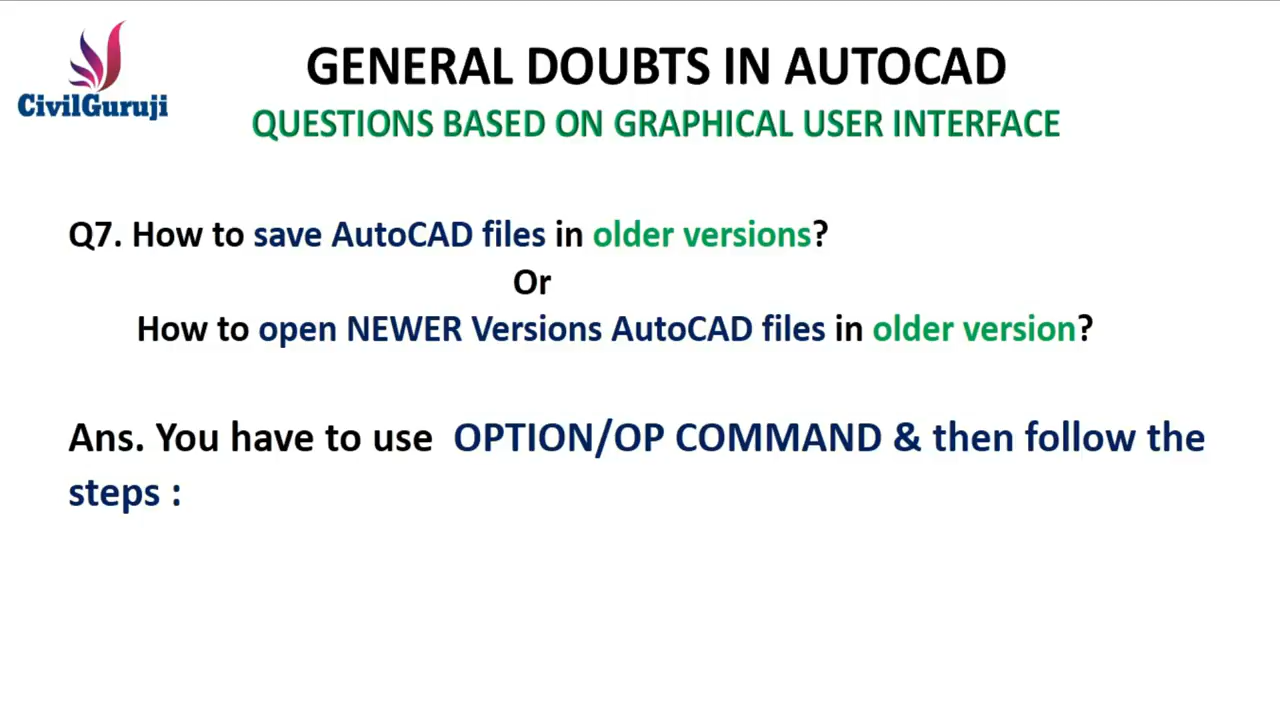 CivilGuruji
GENERAL DOUBTS IN AUTOCAD
QUESTIONS BASED ON GRAPHICAL USER INTERFACE
Q7. How to save AutoCAD files in older versions?
Or
How to open NEWER Versions AutoCAD files in older version?
Ans. You have to use OPTION/OP COMMAND & then follow the
steps :